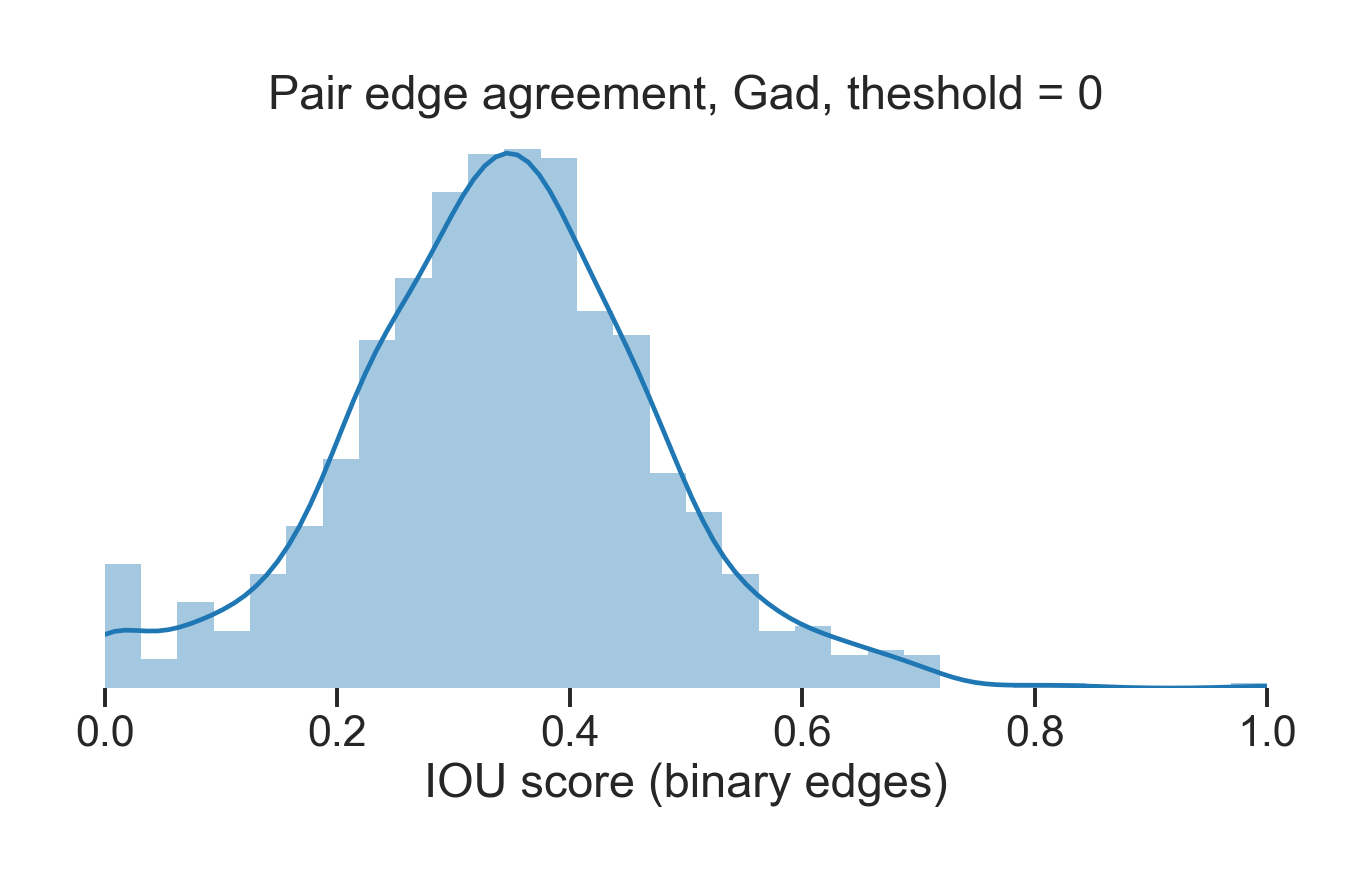 Pair edge agreement, Gad, theshold = 0
0.0 0.2 0.4 0.6 0.8 1.0
IOU score (binary edges)